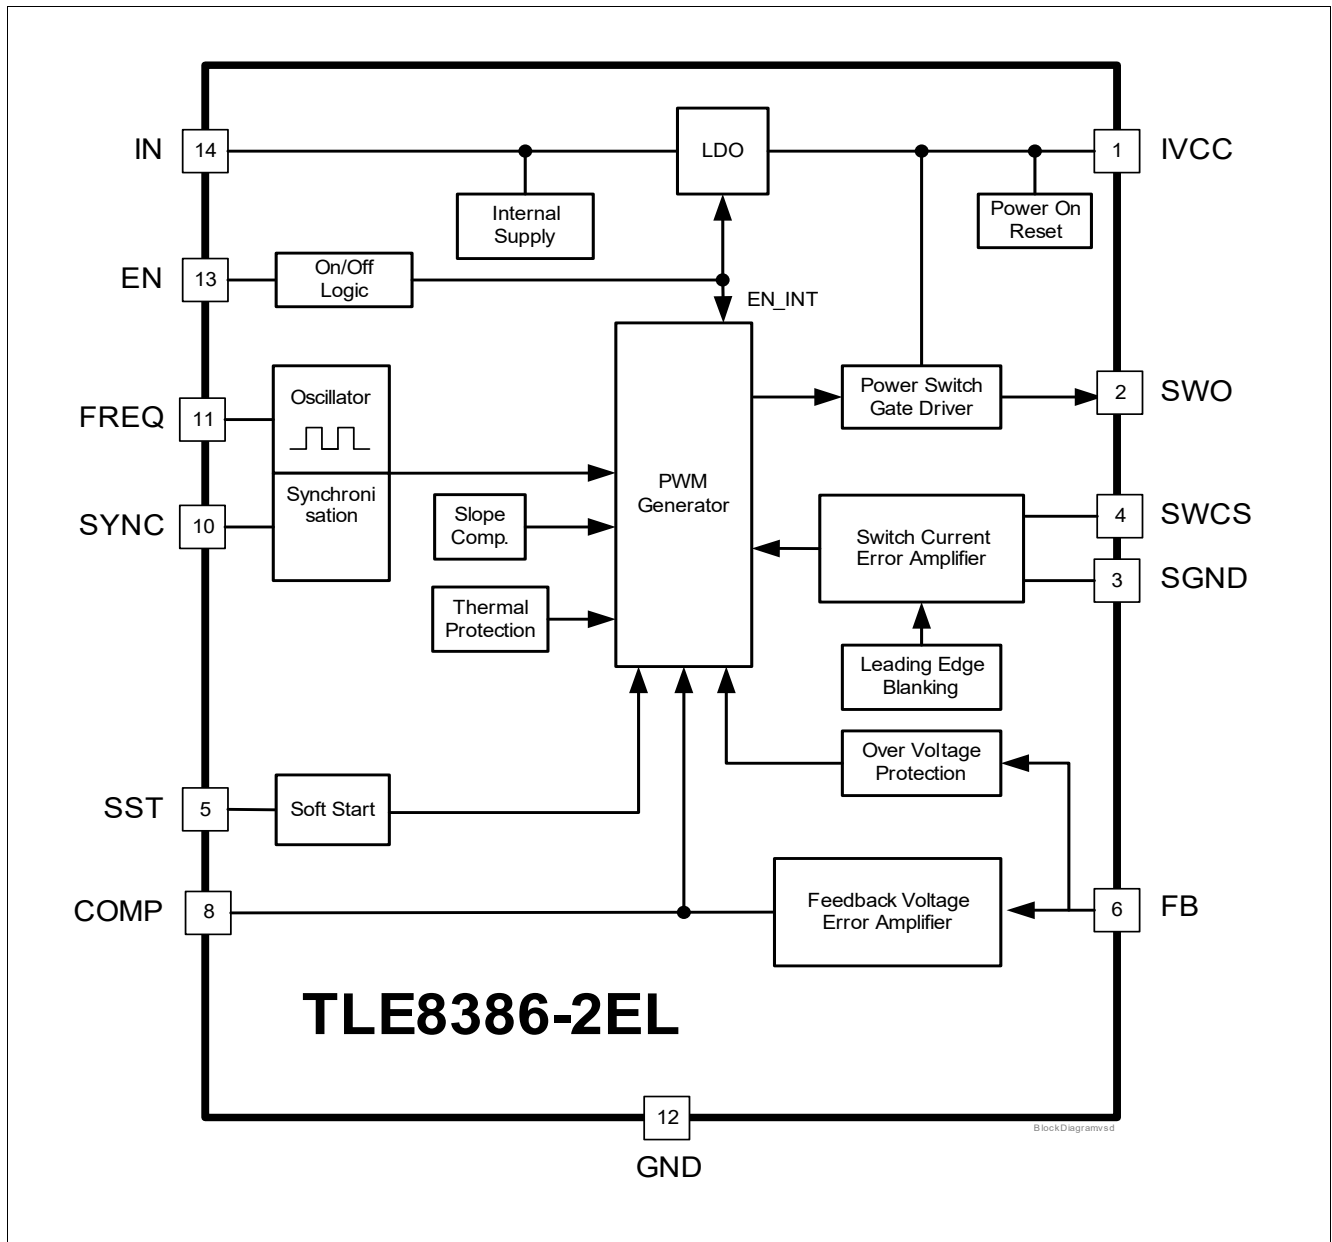 IN
14
LDO
1
IVCC
Internal
Supply
Power On
Reset
EN
13
On/Off
Logic
EN_INT
FREQ
11
Oscillator
Power Switch
Gate Driver
2
SWO
PWM
Generator
SYNC
10
Synchroni
sation
Slope
Comp.
Switch Current
Error Amplifier
4
SWCS
3
SGND
Thermal
Protection
Leading Edge
Blanking
Over Voltage
Protection
SST
5
Soft Start
COMP
8
Feedback Voltage
Error Amplifier
6
FB
TLE8386-2EL
12
GND
BlockDiagramvsd